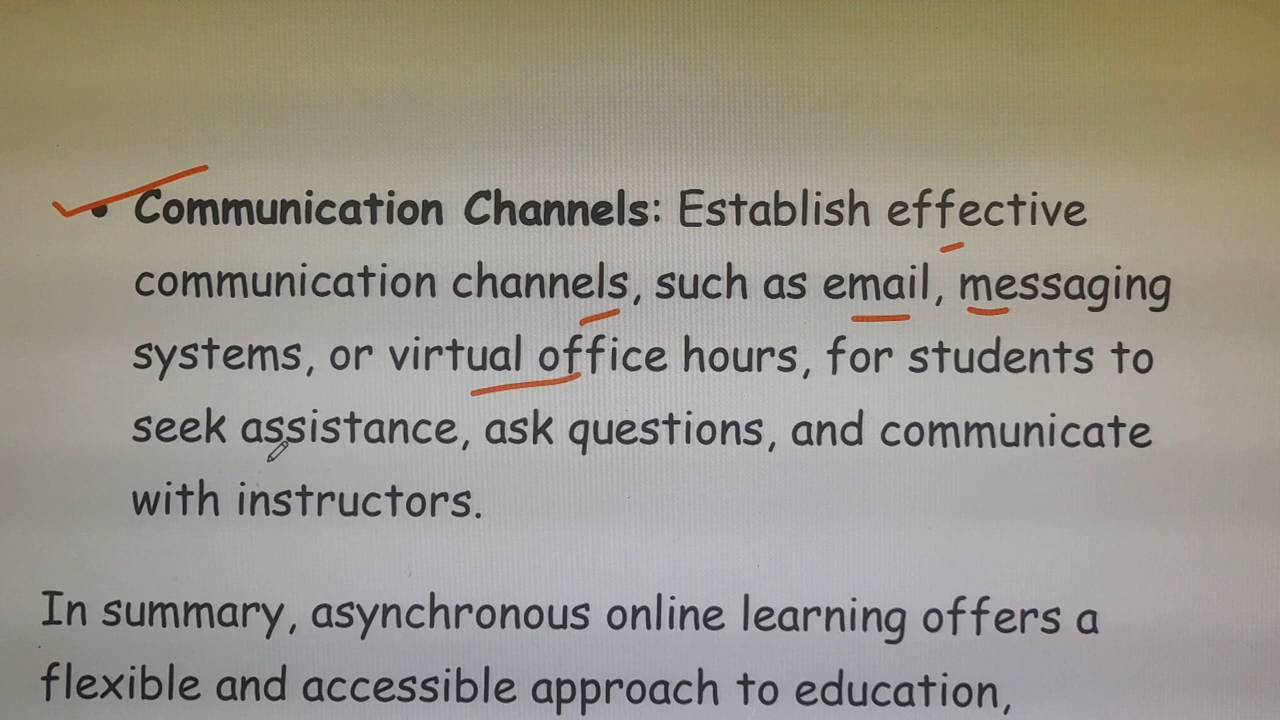 • Communication Channels: Establish effective
communication channels, such as email, messaging
systems, or virtual office hours, for students to
seek assistance, ask questions, and communicate
with instructors.
In summary, asynchronous online learning offers a
flexible and accessible approach to education,